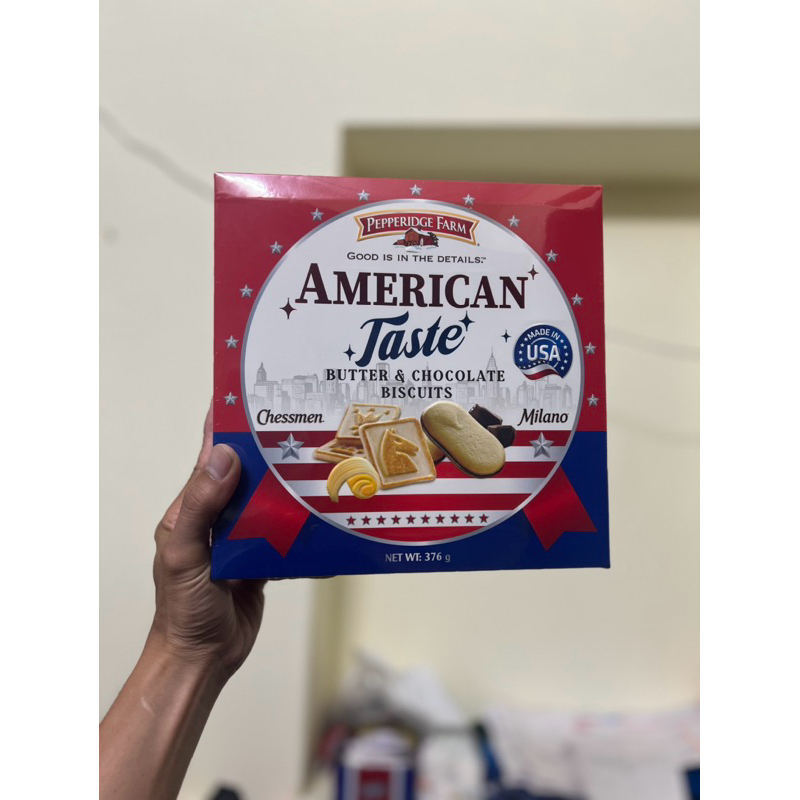 PEPPERIDGE FARM
GOOD IS IN THE DETAILS.™
AMERICAN
Taste
MADE IN
USA
BUTTER & CHOCOLATE
BISCUITS
Chessmen
Milano
NET WT: 376 g